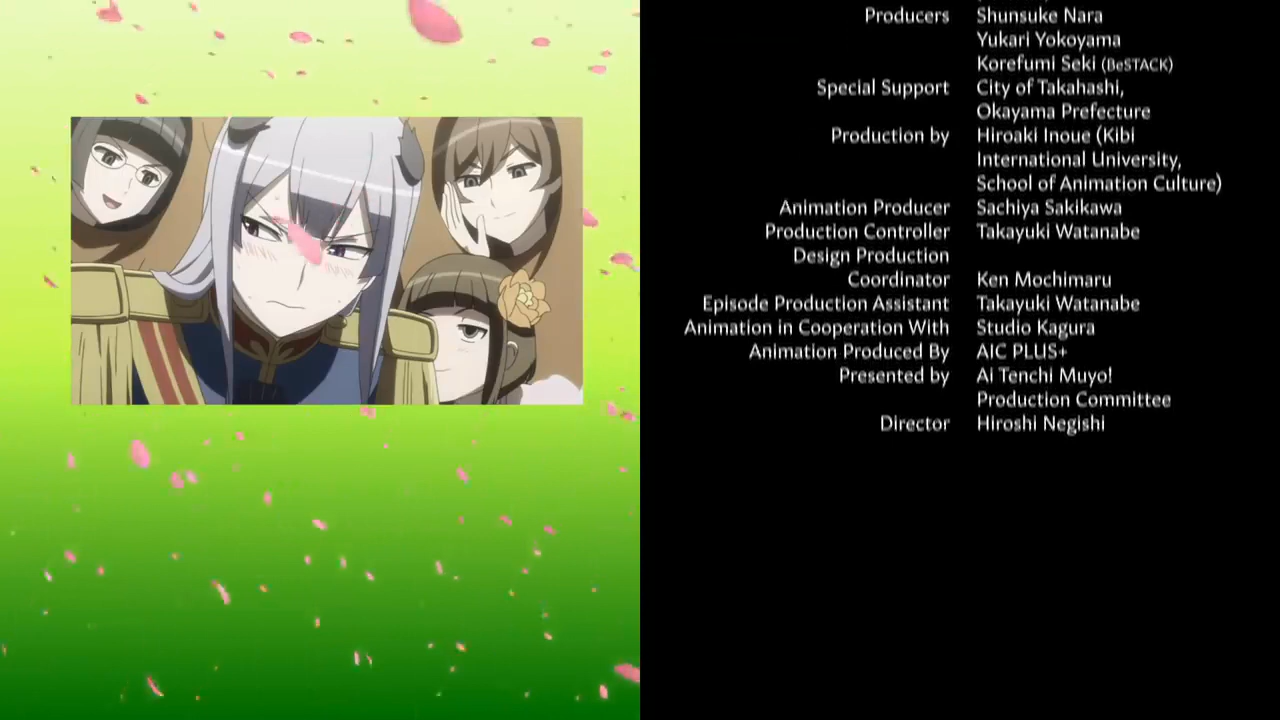 Producers Shunsuke Nara
Yukari Yokoyama
Korefumi Seki (BeSTACK)
Special Support City of Takahashi,
Okayama Prefecture
Production by Hiroaki Inoue (Kibi
International University,
School of Animation Culture)
Animation Producer Sachiya Sakikawa
Production Controller Takayuki Watanabe
Design Production
Coordinator Ken Mochimaru
Episode Production Assistant Takayuki Watanabe
Animation in Cooperation With Studio Kagura
Animation Produced By AIC PLUS+
Presented by Ai Tenchi Muyo!
Production Committee
Director Hiroshi Negishi